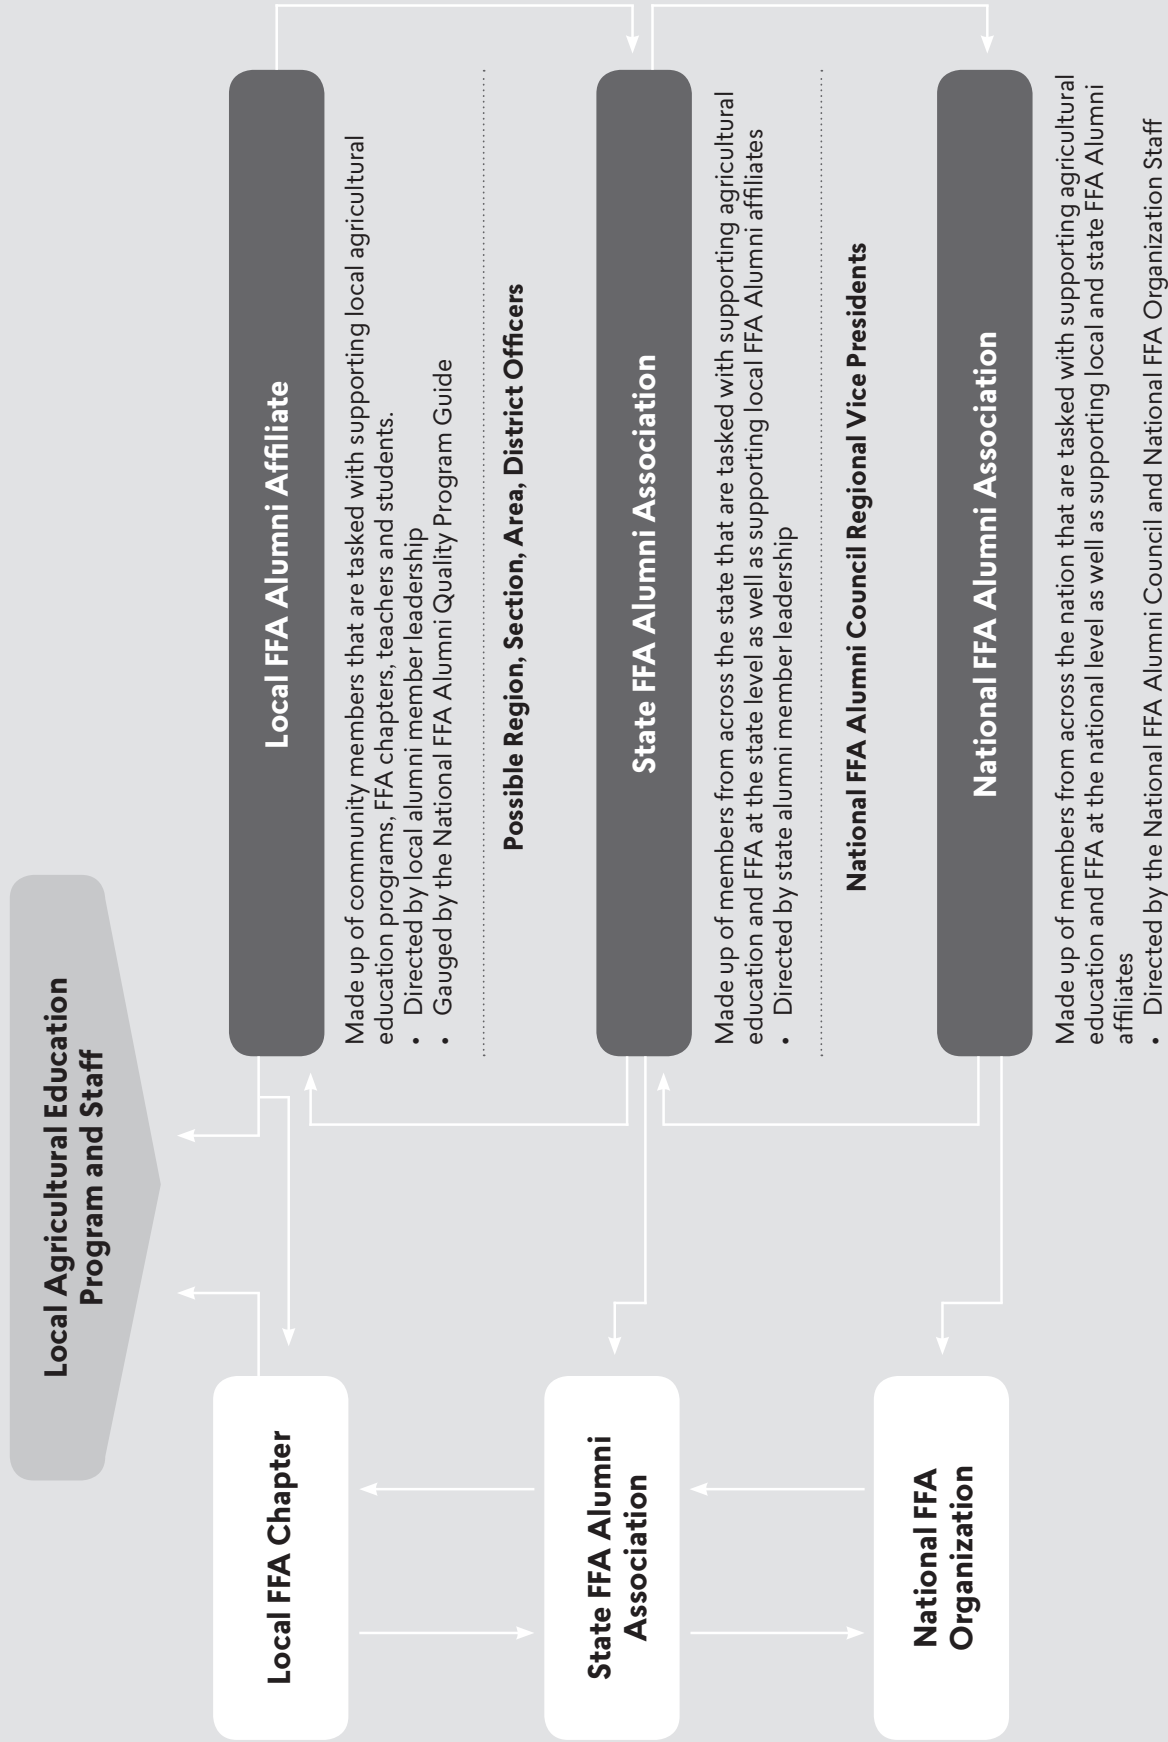 Local Agricultural Education
Program and Staff
Local FFA Chapter
Local FFA Alumni Affiliate
Made up of community members that are tasked with supporting local agricultural
education programs, FFA chapters, teachers and students.
• Directed by local alumni member leadership
• Gauged by the National FFA Alumni Quality Program Guide
Possible Region, Section, Area, District Officers
State FFA Alumni
Association
State FFA Alumni Association
Made up of members from across the state that are tasked with supporting agricultural
education and FFA at the state level as well as supporting local FFA Alumni affiliates
• Directed by state alumni member leadership
National FFA Alumni Council Regional Vice Presidents
National FFA
Organization
National FFA Alumni Association
Made up of members from across the nation that are tasked with supporting agricultural
education and FFA at the national level as well as supporting local and state FFA Alumni
affiliates
• Directed by the National FFA Alumni Council and National FFA Organization Staff